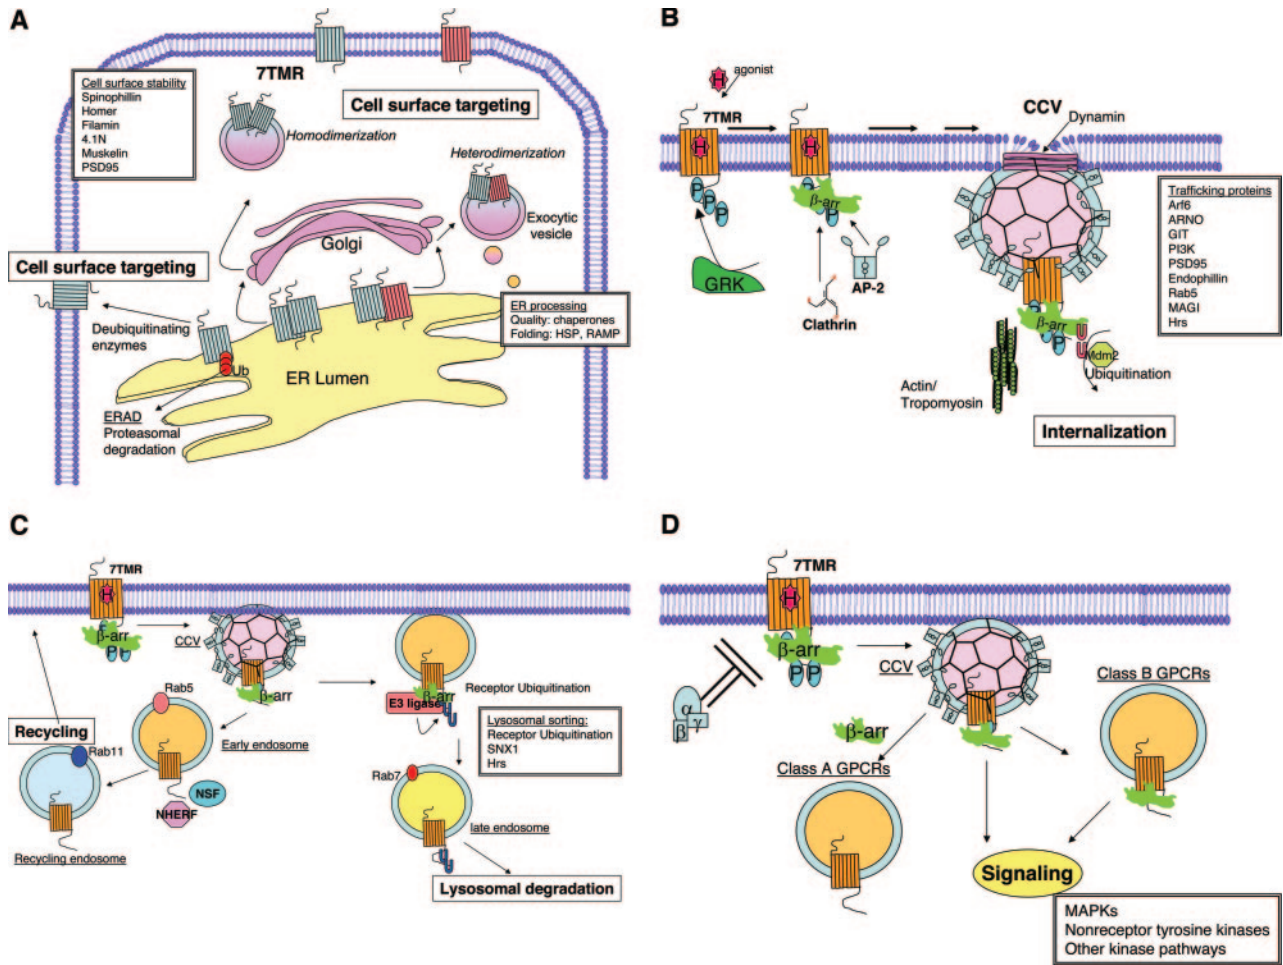 A
7TMR
Cell surface stability
Spinophillin
Homer
Filamin
4.1N
Muskelin
PSD95
Cell surface targeting
Homodimerization
Heterodimerization
Golgi
Exocytic
vesicle
Cell surface targeting
Deubiquitinating
enzymes
ER processing
Quality: chaperones
Folding: HSP, RAMP
Ub
ER Lumen
ERAD
Proteasomal
degradation
B
H
agonist
7TMR
H
H
CCV
Dynamin
P
P
P
P
P
β-arr
GRK
AP-2
Clathrin
Trafficking proteins
Arf6
ARNO
GIT
PI3K
PSD95
Endophillin
Rab5
MAGI
Hrs
β-arr
P
U
U
Mdm2
Ubiquitination
Actin/
Tropomyosin
Internalization
C
7TMR
H
β-arr
P
P
CCV
β-arr
Receptor Ubiquitination
E3 ligase
β-arr
U
U
Rab5
Recycling
Rab11
Early endosome
Lysosomal sorting:
Receptor Ubiquitination
SNX1
Hrs
Rab7
NSF
NHERF
Recycling endosome
late endosome
U
U
Lysosomal degradation
D
7TMR
H
β-arr
P
P
CCV
Class B GPCRs
α
β
γ
β-arr
Class A GPCRs
Signaling
MAPKs
Nonreceptor tyrosine kinases
Other kinase pathways